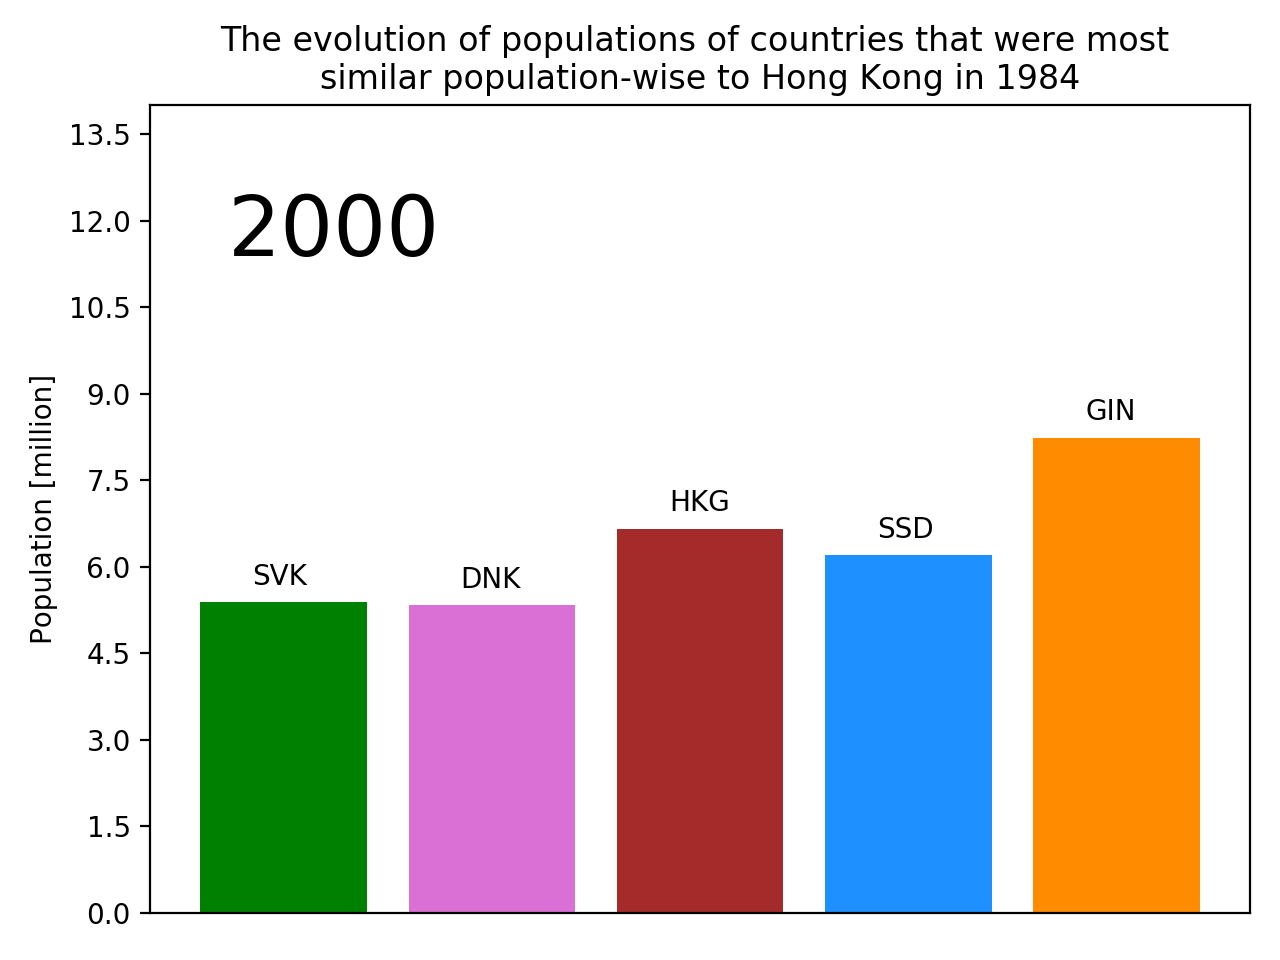 The evolution of populations of countries that were most
similar population-wise to Hong Kong in 1984
13.5
12.0
10.5
9.0
7.5
6.0
4.5
3.0
1.5
0.0
Population [million]
2000
SVK
DNK
HKG
SSD
GIN